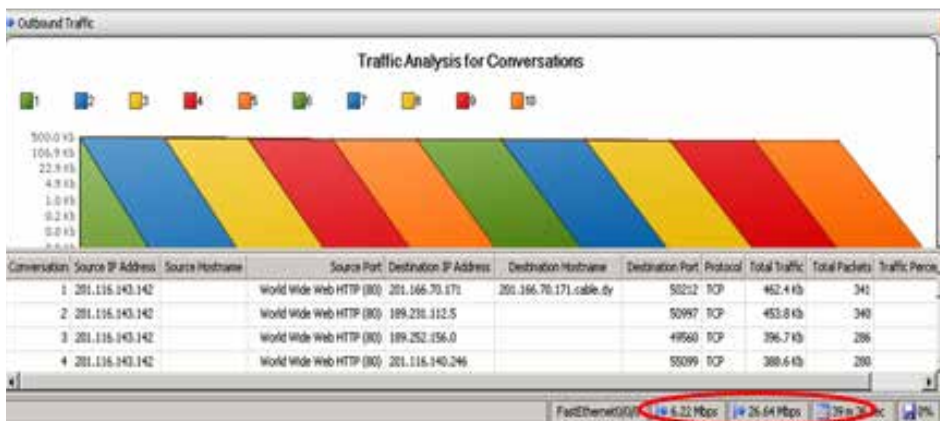 Outbound Traffic
Traffic Analysis for Conversations
1 2 3 4 5 6 7 8 9 10
500.0 Kb
106.9 Kb
22.9 Kb
4.9 Kb
1.0 Kb
0.2 Kb
0.0 Kb
Conversation Source IP Address Source Hostname Source Port Destination IP Address Destination Hostname Destination Port Protocol Total Traffic Total Packets Traffic Perce
1 201.116.143.142 World Wide Web HTTP (80) 201.166.70.171 201.166.70.171.cable.dy 50212 TCP 462.4 Kb 341
2 201.116.143.142 World Wide Web HTTP (80) 189.231.112.5 50997 TCP 453.8 Kb 340
3 201.116.143.142 World Wide Web HTTP (80) 189.252.156.0 49560 TCP 396.7 Kb 286
4 201.116.143.142 World Wide Web HTTP (80) 201.116.140.246 55099 TCP 380.6 Kb 280
6.22 Mbps 26.64 Mbps 39 m 0%